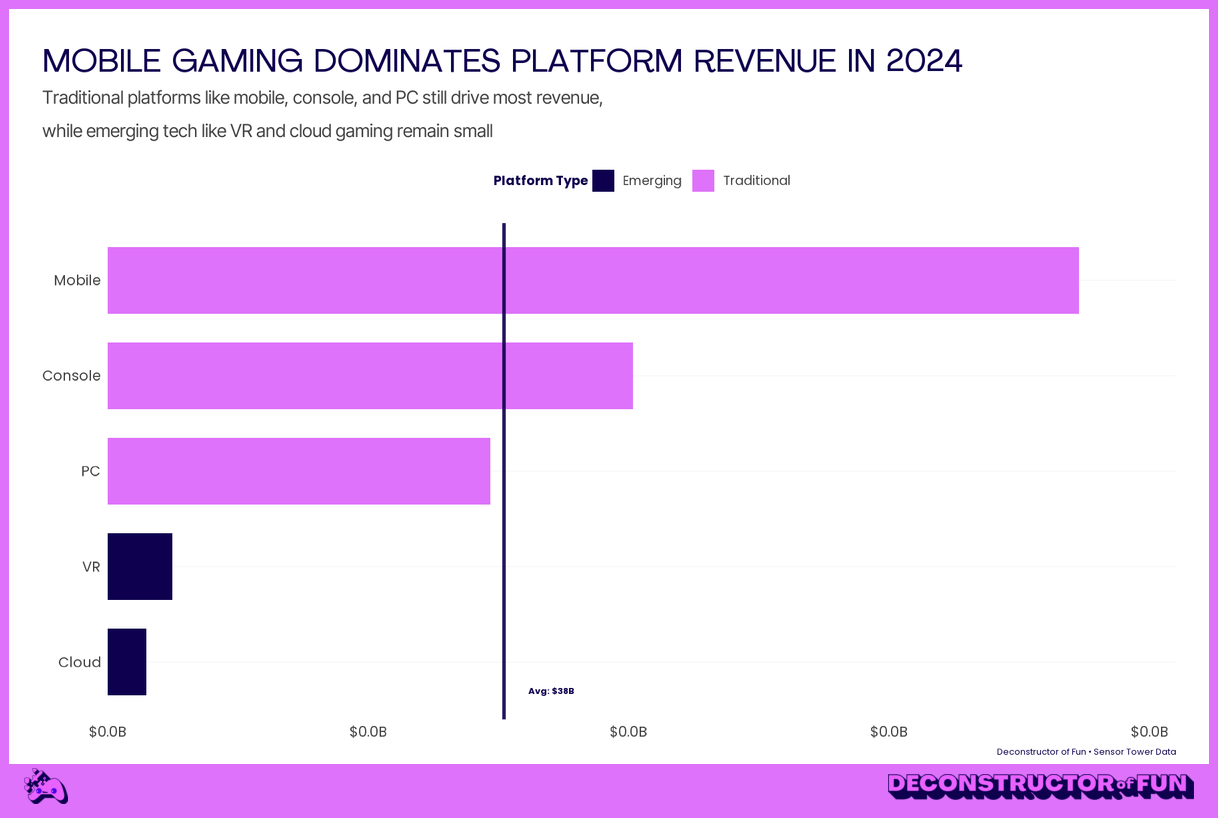 MOBILE GAMING DOMINATES PLATFORM REVENUE IN 2024
Traditional platforms like mobile, console, and PC still drive most revenue,
while emerging tech like VR and cloud gaming remain small
Platform Type Emerging Traditional
Mobile
Console
PC
VR
Cloud
Avg: $38B
$0.0B $0.0B $0.0B $0.0B $0.0B
Deconstructor of Fun • Sensor Tower Data
DECONSTRUCTOR of FUN